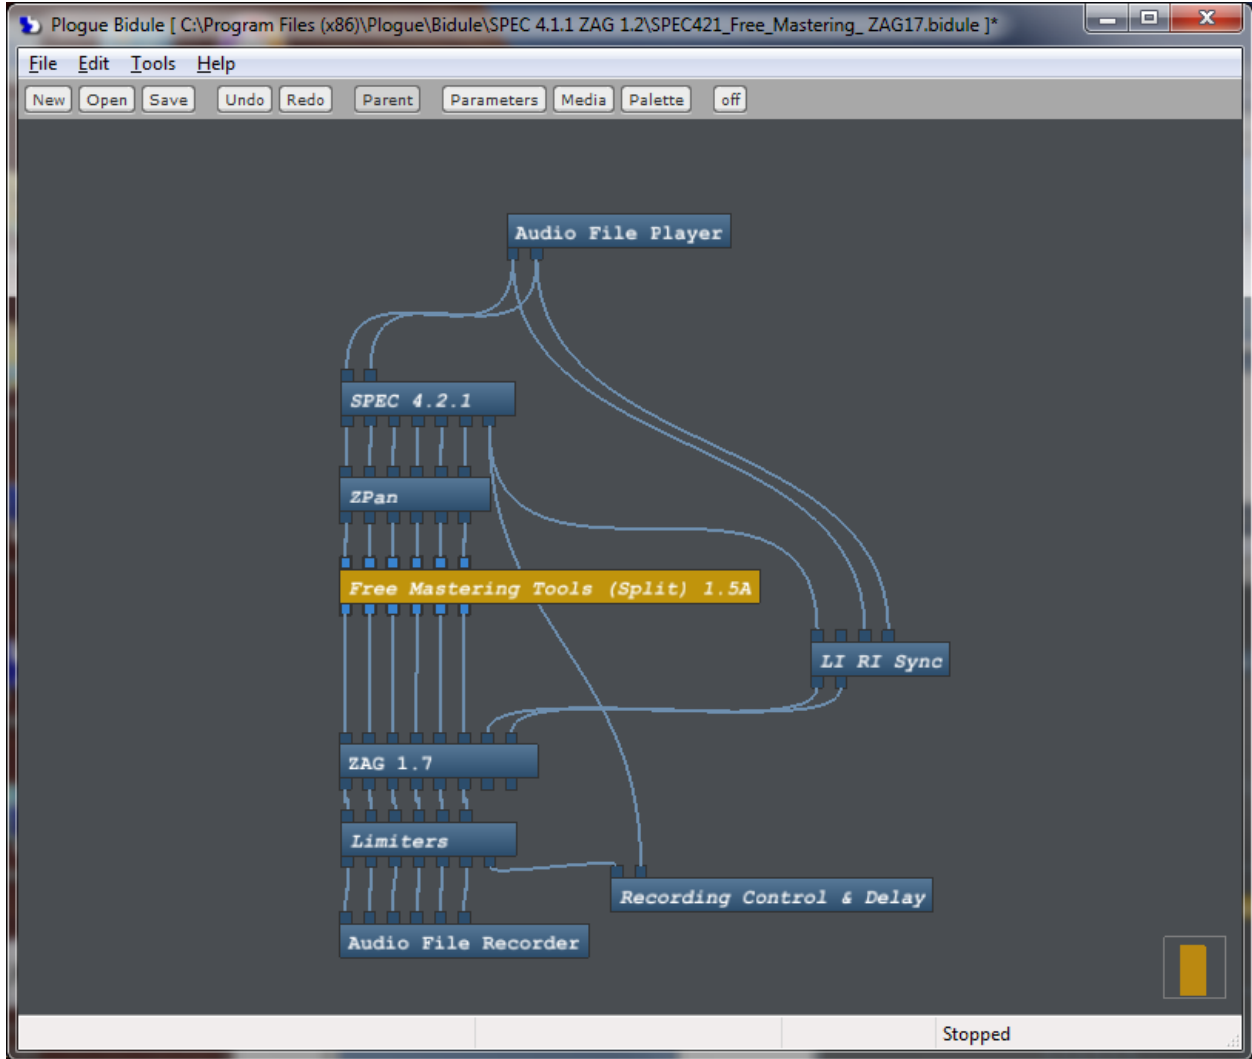 Plogue Bidule [ C:\Program Files (x86)\Plogue\Bidule\SPEC 4.1.1 ZAG 1.2\SPEC421_Free_Mastering_ ZAG17.bidule ]*
File Edit Tools Help
New Open Save Undo Redo Parent Parameters Media Palette off
Audio File Player
SPEC 4.2.1
ZPan
Free Mastering Tools (Split) 1.5A
LI RI Sync
ZAG 1.7
Limiters
Recording Control & Delay
Audio File Recorder
Stopped